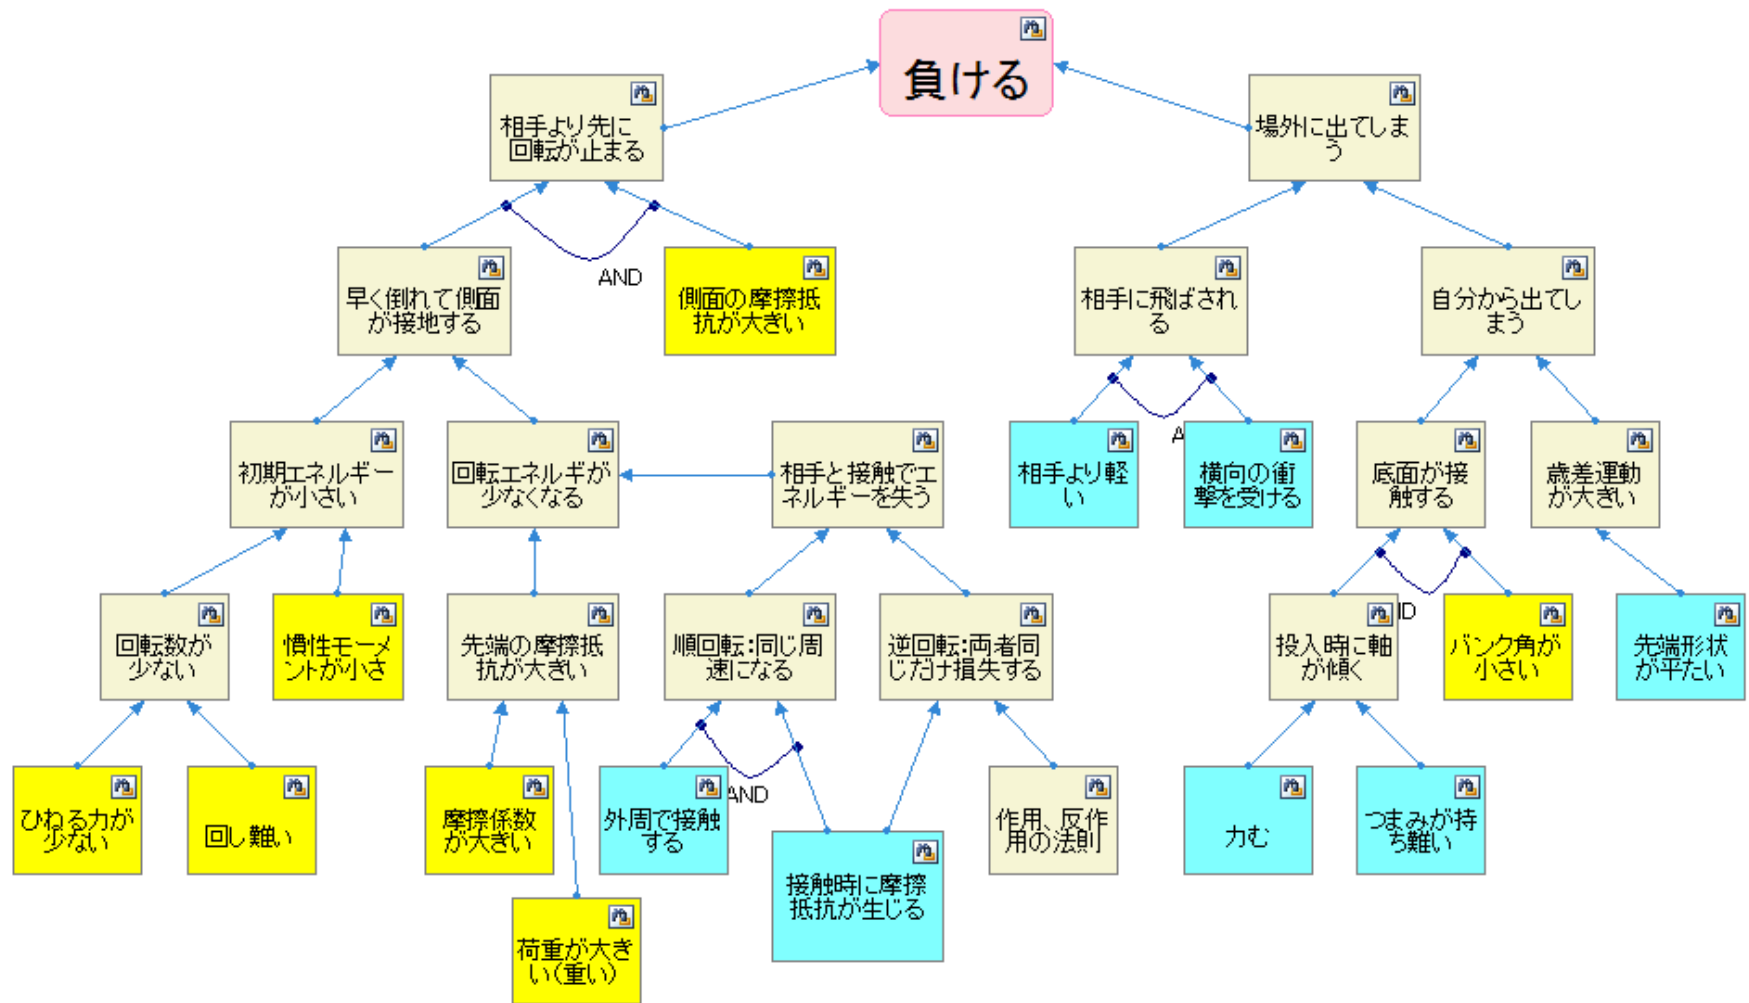 負ける
相手より先に
回転が止まる
場外に出てしま
う
早く倒れて側面
が接地する
AND
側面の摩擦抵
抗が大きい
相手に飛ばされ
る
自分から出てし
まう
初期エネルギー
が小さい
回転エネルギが
少なくなる
相手と接触でエ
ネルギーを失う
相手より軽
い
A
横向の衝
撃を受ける
底面が接
触する
歳差運動
が大きい
回転数が
少ない
慣性モーメ
ントが小さ
先端の摩擦抵
抗が大きい
順回転:同じ周
速になる
逆回転:両者同
じだけ損失する
投入時に軸
が傾く
ND
バンク角が
小さい
先端形状
が平たい
ひねる力が
少ない
回し難い
摩擦係数
が大きい
外周で接触
する
AND
接触時に摩擦
抵抗が生じる
作用、反作
用の法則
力む
つまみが持
ち難い
荷重が大き
い(重い)